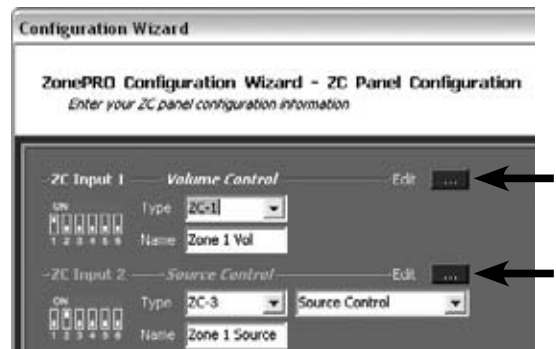 Configuration Wizard
ZonePRO Configuration Wizard - ZC Panel Configuration
Enter your ZC panel configuration information
ZC Input 1 Volume Control Edit ...
ON
Type ZC-1
1 2 3 4 5 6
Name Zone 1 Vol
ZC Input 2 Source Control Edit ...
ON
Type ZC-3 Source Control
1 2 3 4 5 6
Name Zone 1 Source